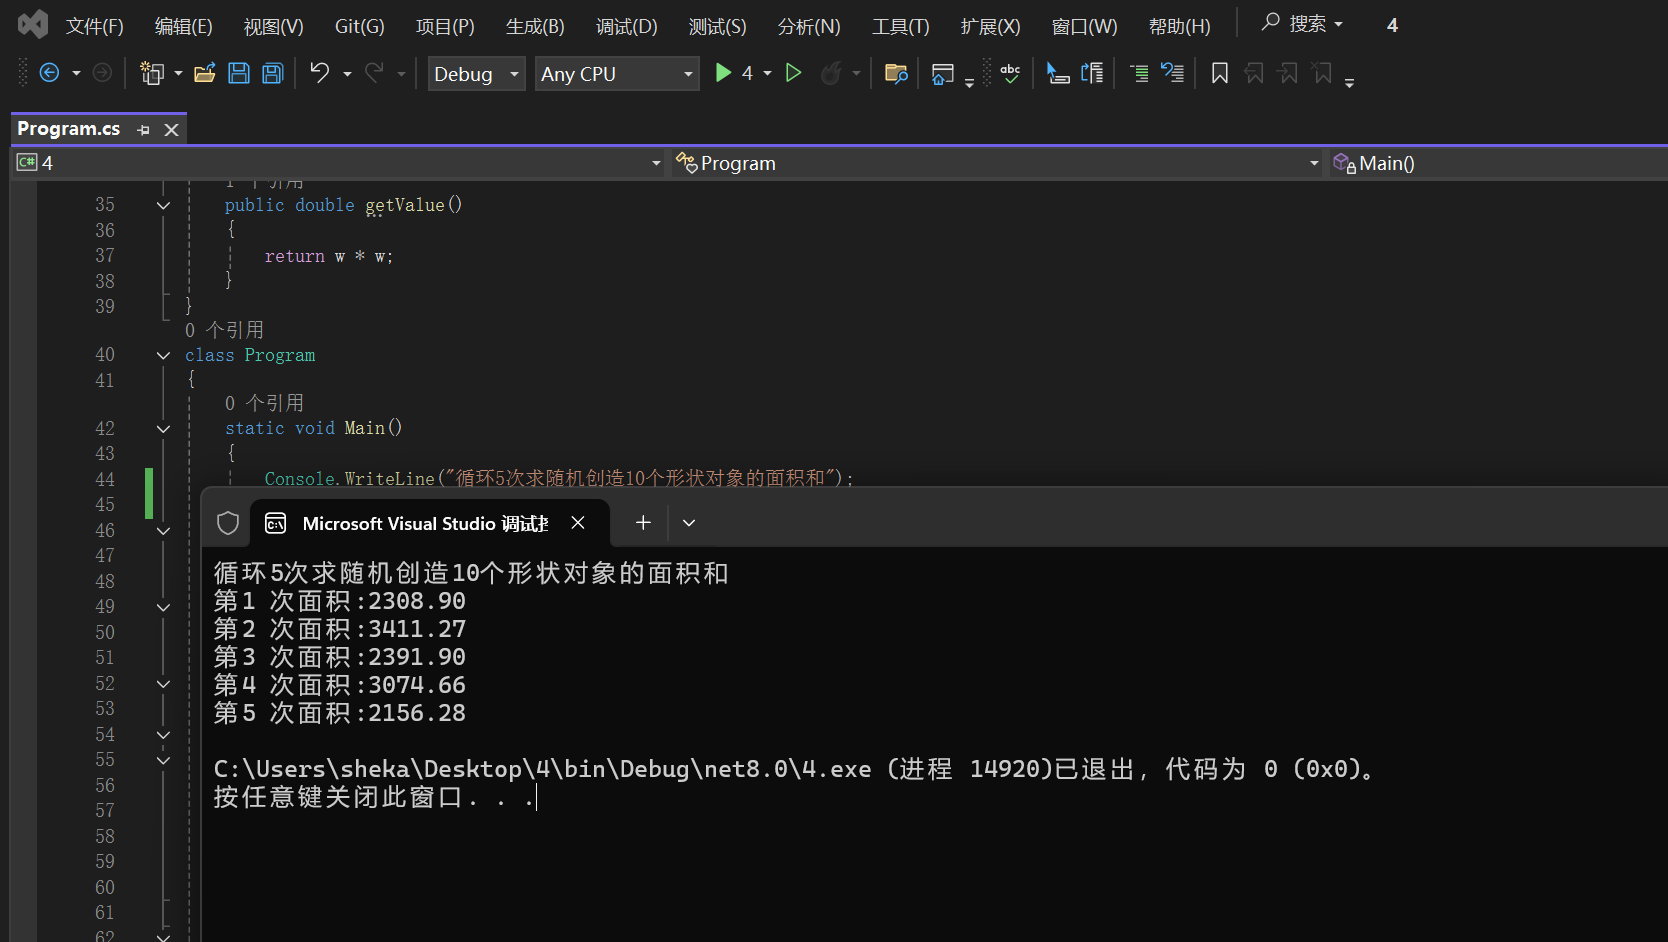 文件(F) 编辑(E) 视图(V) Git(G) 项目(P) 生成(B) 调试(D) 测试(S) 分析(N) 工具(T) 扩展(X) 窗口(W) 帮助(H) 搜索 4
Debug Any CPU 4 abc
Program.cs
C# 4 Program Main()
1 个引用
35 public double getValue()
36 {
37 return w * w;
38 }
39 }
0 个引用
40 class Program
41 {
0 个引用
42 static void Main()
43 {
44 Console.WriteLine("循环5次求随机创造10个形状对象的面积和");
45
46
47
48
49
50
51
52
53
54
55
56
57
58
59
60
61
62
Microsoft Visual Studio 调试
循环5次求随机创造10个形状对象的面积和
第1 次面积:2308.90
第2 次面积:3411.27
第3 次面积:2391.90
第4 次面积:3074.66
第5 次面积:2156.28
C:\Users\sheka\Desktop\4\bin\Debug\net8.0\4.exe (进程 14920)已退出，代码为 0 (0x0)。
按任意键关闭此窗口. . .